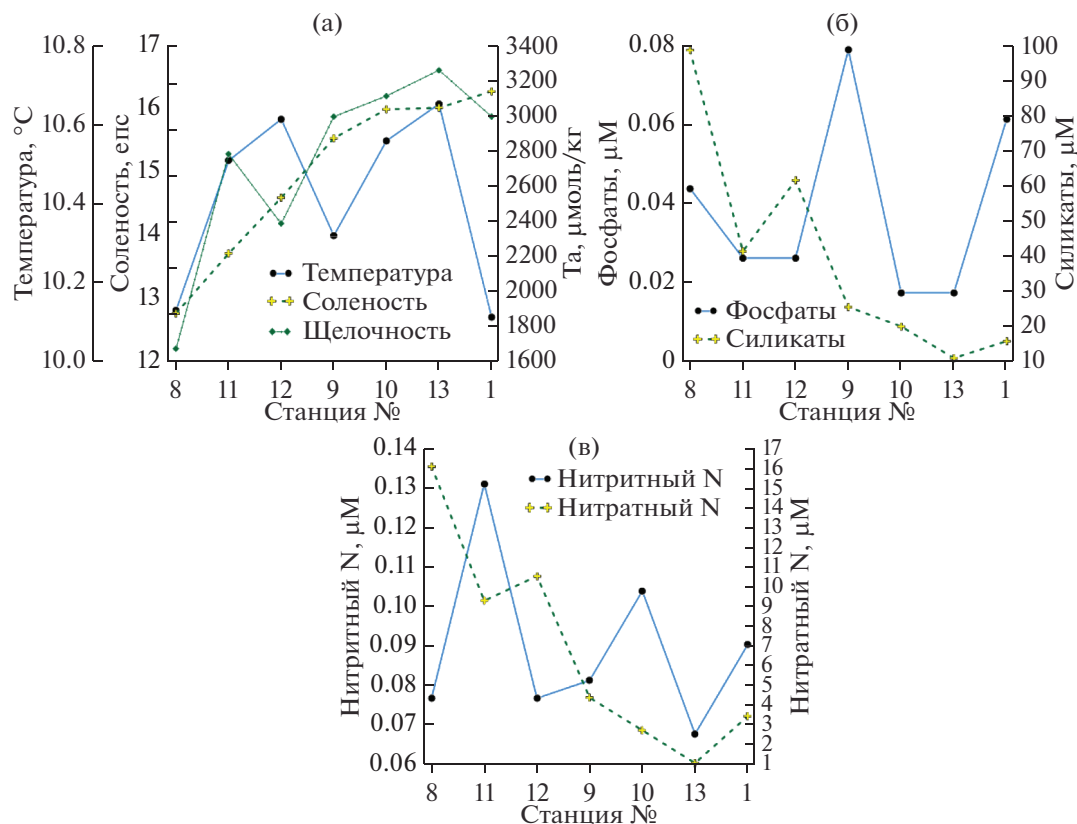 (а)
Температура, °С
10.8
10.6
10.4
10.2
10.0
Соленость, епс
17
16
15
14
13
12
Температура
Соленость
Щелочность
3400
3200
3000
2800
2600
2400
2200
2000
1800
1600
Та, μмоль/кг
8 11 12 9 10 13 1
Станция №
(б)
Фосфаты, μМ
0.08
0.06
0.04
0.02
0
Фосфаты
Силикаты
100
90
80
70
60
50
40
30
20
10
Силикаты, μМ
8 11 12 9 10 13 1
Станция №
(в)
Нитритный N, μМ
0.14
0.13
0.12
0.11
0.10
0.09
0.08
0.07
0.06
Нитритный N
Нитратный N
17
16
15
14
13
12
11
10
9
8
7
6
5
4
3
2
1
Нитратный N, μМ
8 11 12 9 10 13 1
Станция №